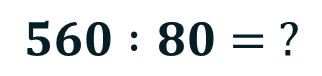 560 : 80 = ?